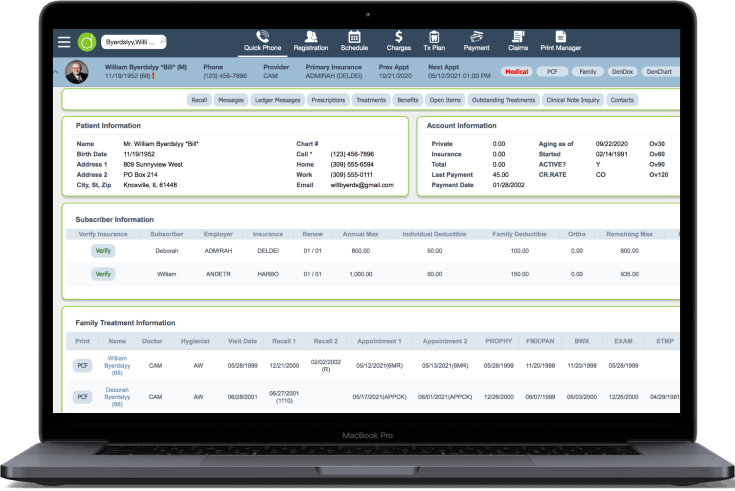 Byerdslyy,Willi ...
Quick Phone Registration Schedule Charges Tx Plan Payment Claims Print Manager
William Byerdslyy *Bill* (M) Phone Provider Primary Insurance Prev Appt Next Appt
11/19/1952 (68) (123) 456-7896 CAM ADMIRAH (DELDEI) 10/21/2020 05/12/2021 01:00 PM Medical PCF Family DenDox DenChart
Recall Messages Ledger Messages Prescriptions Treatments Benefits Open Items Outstanding Treatments Clinical Note Inquiry Contacts
Patient Information
Name Mr. William Byerdslyy *Bill* Chart #
Birth Date 11/19/1952 Cell * (123) 456-7896
Address 1 809 Sunnyview West Home (309) 694-6559
Address 2 PO Box 214 Work (309) 555-0111
City, St, Zip Knoxville, IL 61448 Email willbyerds@gmail.com
Account Information
Private 0.00 Aging as of 09/22/2020 Ov30
Insurance 0.00 Started 02/14/1991 Ov60
Total 0.00 ACTIVE? Y Ov90
Last Payment 45.00 CR.RATE CO Ov120
Payment Date 01/28/2002
Subscriber Information
Verify Insurance Subscriber Employer Insurance Renew Annual Max Individual Deductible Family Deductible Ortho Remaining Max
Verify Deborah ADMIRAH DELDEI 01 / 01 800.00 50.00 100.00 0.00 800.00
Verify William ANDETR HARBO 01 / 01 1,000.00 50.00 150.00 0.00 935.00
Family Treatment Information
Print Name Doctor Hygienist Visit Date Recall 1 Recall 2 Appointment 1 Appointment 2 PROPHY FMX/PAN BWX EXAM STMP
William
PCF Byerdslyy CAM AW 05/28/1999 12/21/2000 02/02/2002 05/12/2021(6MR) 05/13/2021(6MR) 05/28/1999 11/20/1998 11/20/1998 05/28/1999
(68) (R)
Deborah
PCF Byerdslyy CAM AW 06/28/2001 06/27/2001 05/17/2021(APPCK) 06/01/2021(APPCK) 12/26/2000 08/07/1999 06/03/2000 12/26/2000 04/29/1991
(66) (1110)
MacBook Pro